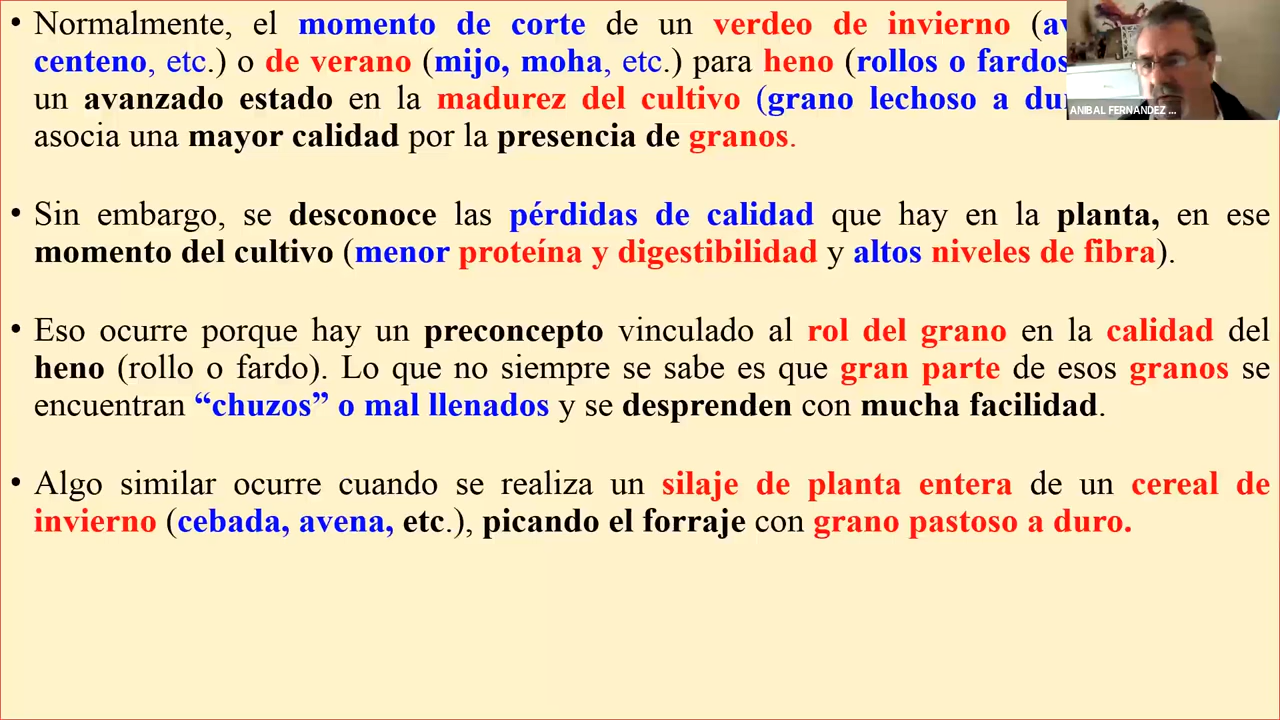 • Normalmente, el momento de corte de un verdeo de invierno
centeno, etc.) o de verano (mijo, moha, etc.) para heno (rollos o fardos
un avanzado estado en la madurez del cultivo (grano lechoso a
asocia una mayor calidad por la presencia de granos.
• Sin embargo, se desconoce las pérdidas de calidad que hay en la planta, en ese
momento del cultivo (menor proteína y digestibilidad y altos niveles de fibra).
• Eso ocurre porque hay un preconcepto vinculado al rol del grano en la calidad del
heno (rollo o fardo). Lo que no siempre se sabe es que gran parte de esos granos se
encuentran “chuzos” o mal llenados y se desprenden con mucha facilidad.
• Algo similar ocurre cuando se realiza un silaje de planta entera de un cereal de
invierno (cebada, avena, etc.), picando el forraje con grano pastoso a duro.
ANIBAL FERNANDEZ ...